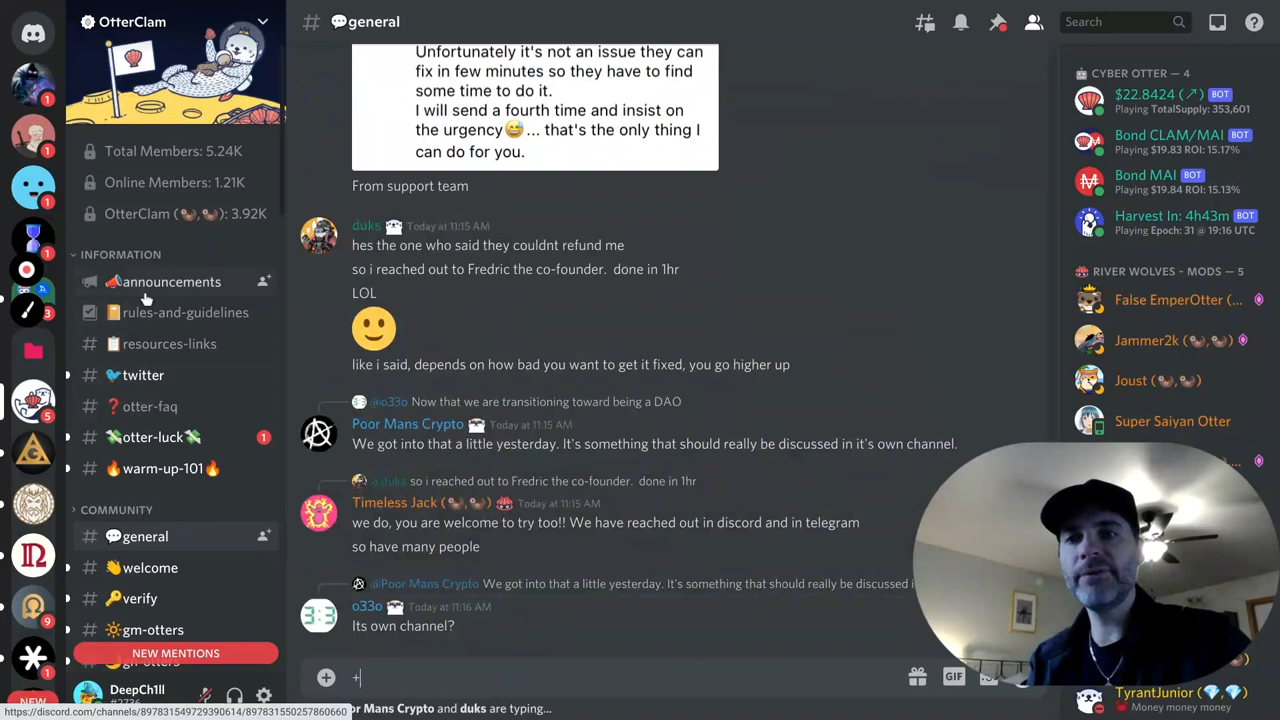 OtterClam
Total Members: 5.24K
Online Members: 1.21K
OtterClam (🦦,🦦): 3.92K
INFORMATION
announcements
rules-and-guidelines
resources-links
twitter
otter-faq
otter-luck
1
warm-up-101
COMMUNITY
general
welcome
verify
gm-otters
NEW MENTIONS
DeepCh1ll
NEW
https://discord.com/channels/897831549729390614/897831550257860660
1
1
1
1
3
5
9
1
general
Search
Unfortunately it's not an issue they can
fix in few minutes so they have to find
some time to do it.
I will send a fourth time and insist on
the urgency😅... that's the only thing I
can do for you.
From support team
duks Today at 11:15 AM
hes the one who said they couldnt refund me
so i reached out to Fredric the co-founder. done in 1hr
LOL
like i said, depends on how bad you want to get it fixed, you go higher up
@o33o Now that we are transitioning toward being a DAO
Poor Mans Crypto Today at 11:15 AM
We got into that a little yesterday. It's something that should really be discussed in it's own channel.
@duks so i reached out to Fredric the co-founder. done in 1hr
Timeless Jack (🦦,🦦) Today at 11:15 AM
we do, you are welcome to try too!! We have reached out in discord and in telegram
so have many people
@Poor Mans Crypto We got into that a little yesterday. It's something that should really be discussed i
o33o Today at 11:16 AM
Its own channel?
+
GIF
or Mans Crypto and duks are typing...
CYBER OTTER — 4
$22.8424 (↗) BOT
Playing TotalSupply: 353,601
Bond CLAM/MAI BOT
Playing $19.83 ROI: 15.17%
Bond MAI BOT
Playing $19.84 ROI: 15.13%
Harvest In: 4h43m BOT
Playing Epoch: 31 @ 19:16 UTC
RIVER WOLVES - MODS — 5
False EmperOtter (...
Jammer2k (🦦,🦦)
Joust (🦦,🦦)
Super Saiyan Otter
TyrantJunior (💎,💎)
Money money money